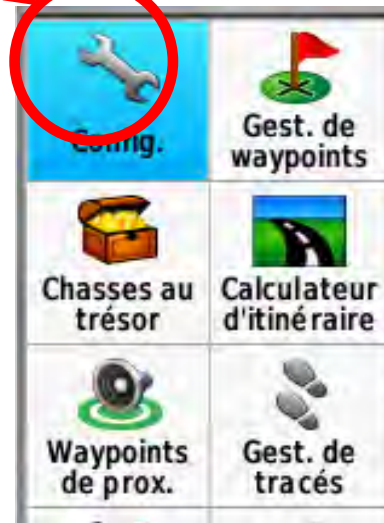 Config.
Gest. de
waypoints
Chasses au
trésor
Calculateur
d'itinéraire
Waypoints
de prox.
Gest. de
tracés